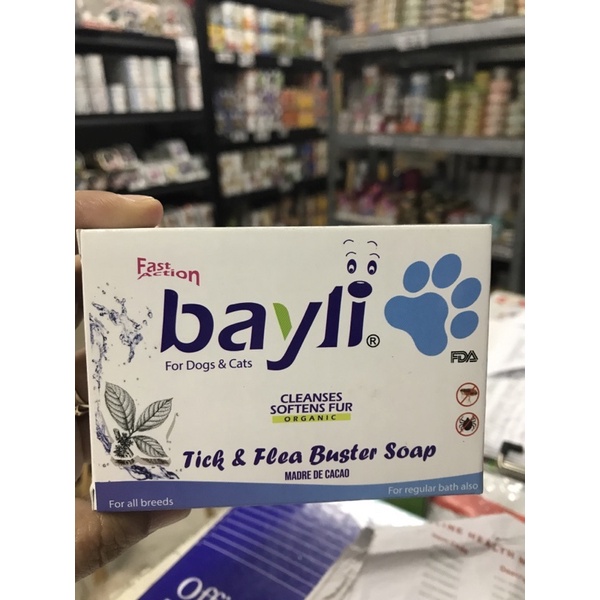 Fast
Action
bayli®
For Dogs & Cats
FDA
CLEANSES
SOFTENS FUR
ORGANIC
Tick & Flea Buster Soap
MADRE DE CACAO
For all breeds
For regular bath also